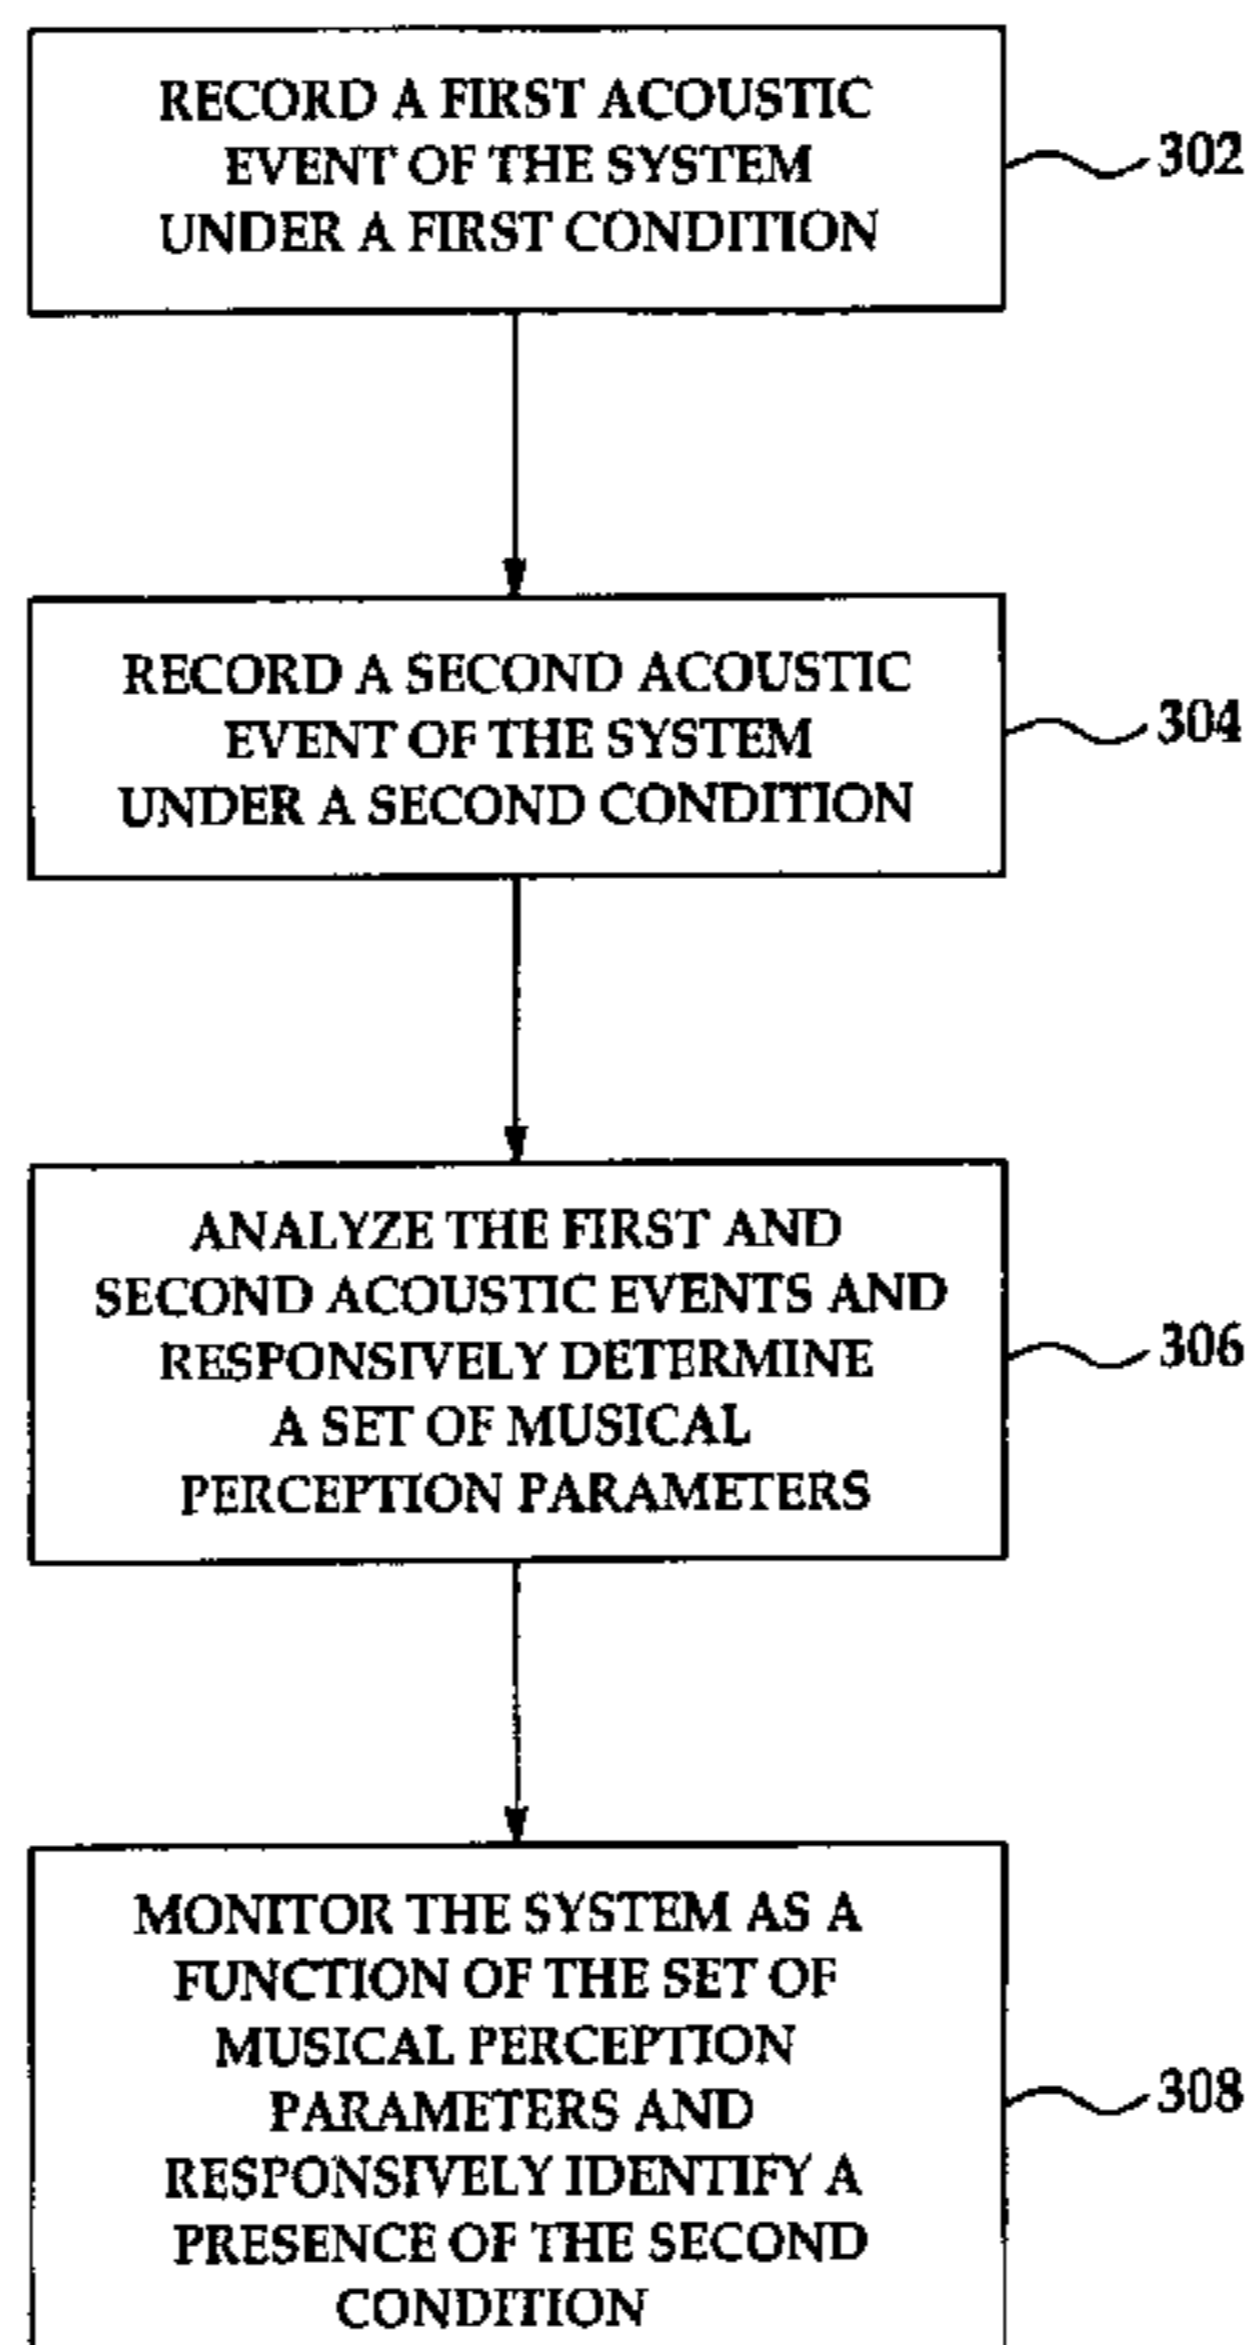 RECORD A FIRST ACOUSTIC
EVENT OF THE SYSTEM
UNDER A FIRST CONDITION
302
RECORD A SECOND ACOUSTIC
EVENT OF THE SYSTEM
UNDER A SECOND CONDITION
304
ANALYZE THE FIRST AND
SECOND ACOUSTIC EVENTS AND
RESPONSIVELY DETERMINE
A SET OF MUSICAL
PERCEPTION PARAMETERS
306
MONITOR THE SYSTEM AS A
FUNCTION OF THE SET OF
MUSICAL PERCEPTION
PARAMETERS AND
RESPONSIVELY IDENTIFY A
PRESENCE OF THE SECOND
CONDITION
308